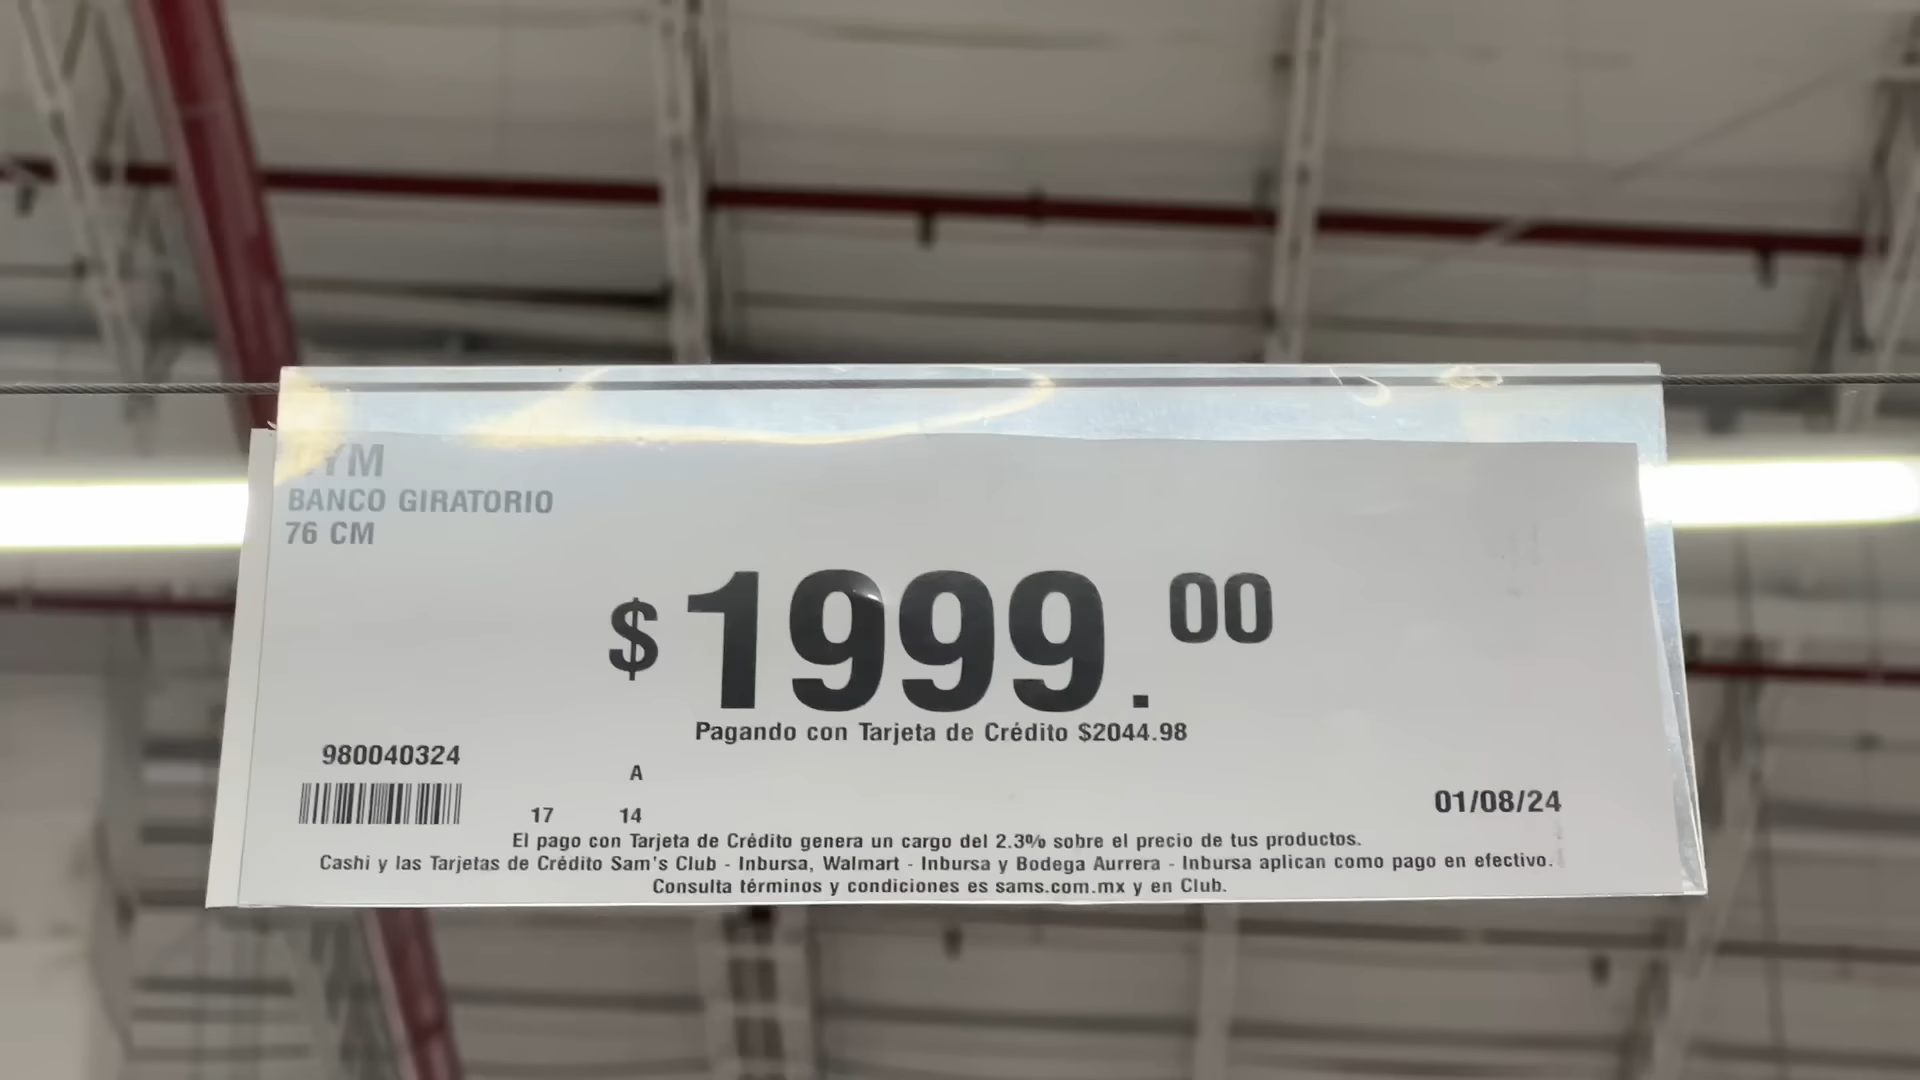 BANCO GIRATORIO
76 CM
$1999.00
Pagando con Tarjeta de Crédito $2044.98
980040324
A
17 14
01/08/24
El pago con Tarjeta de Crédito genera un cargo del 2.3% sobre el precio de tus productos.
Cashi y las Tarjetas de Crédito Sam's Club - Inbursa, Walmart - Inbursa y Bodega Aurrera - Inbursa aplican como pago en efectivo.
Consulta términos y condiciones es sams.com.mx y en Club.